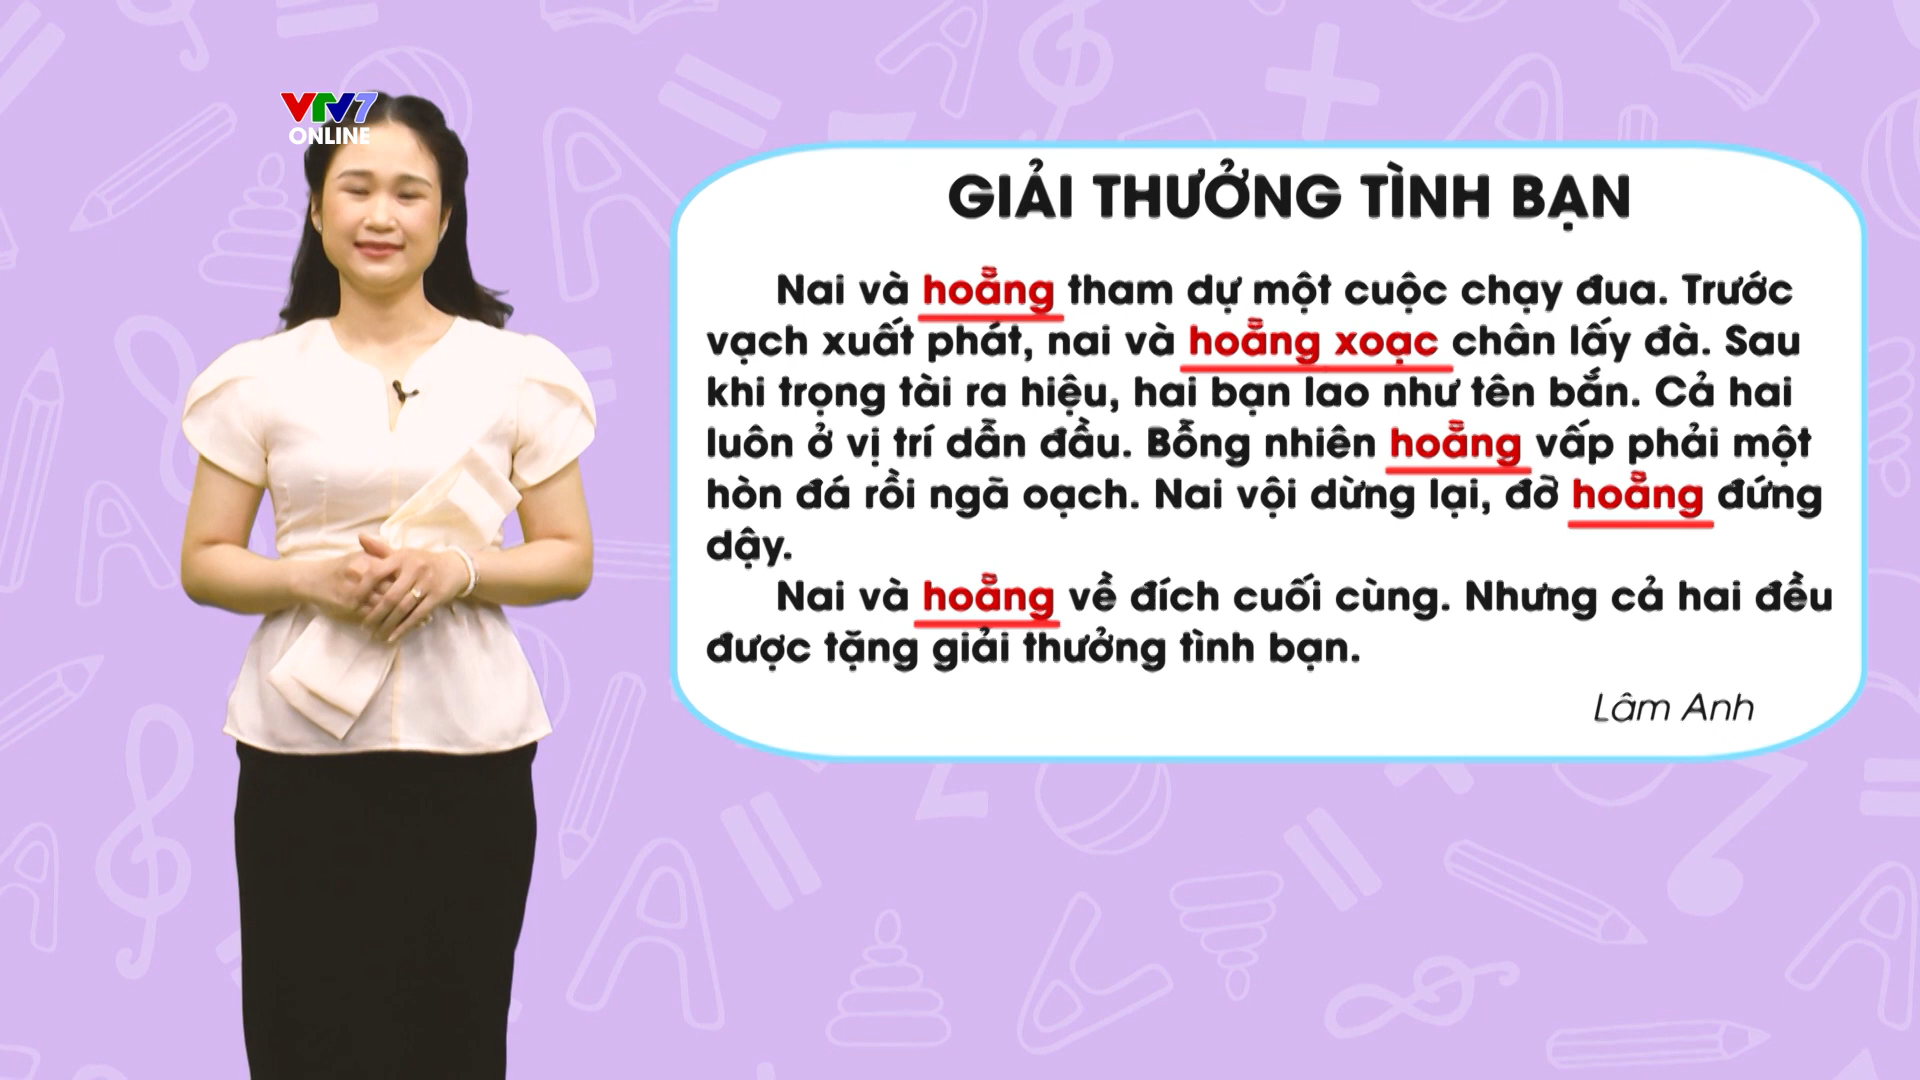 VTV7
ONLINE
GIẢI THƯỞNG TÌNH BẠN
Nai và hoẵng tham dự một cuộc chạy đua. Trước
vạch xuất phát, nai và hoẵng xoạc chân lấy đà. Sau
khi trọng tài ra hiệu, hai bạn lao như tên bắn. Cả hai
luôn ở vị trí dẫn đầu. Bỗng nhiên hoẵng vấp phải một
hòn đá rồi ngã oạch. Nai vội dừng lại, đỡ hoẵng đứng
dậy.
Nai và hoẵng về đích cuối cùng. Nhưng cả hai đều
được tặng giải thưởng tình bạn.
Lâm Anh